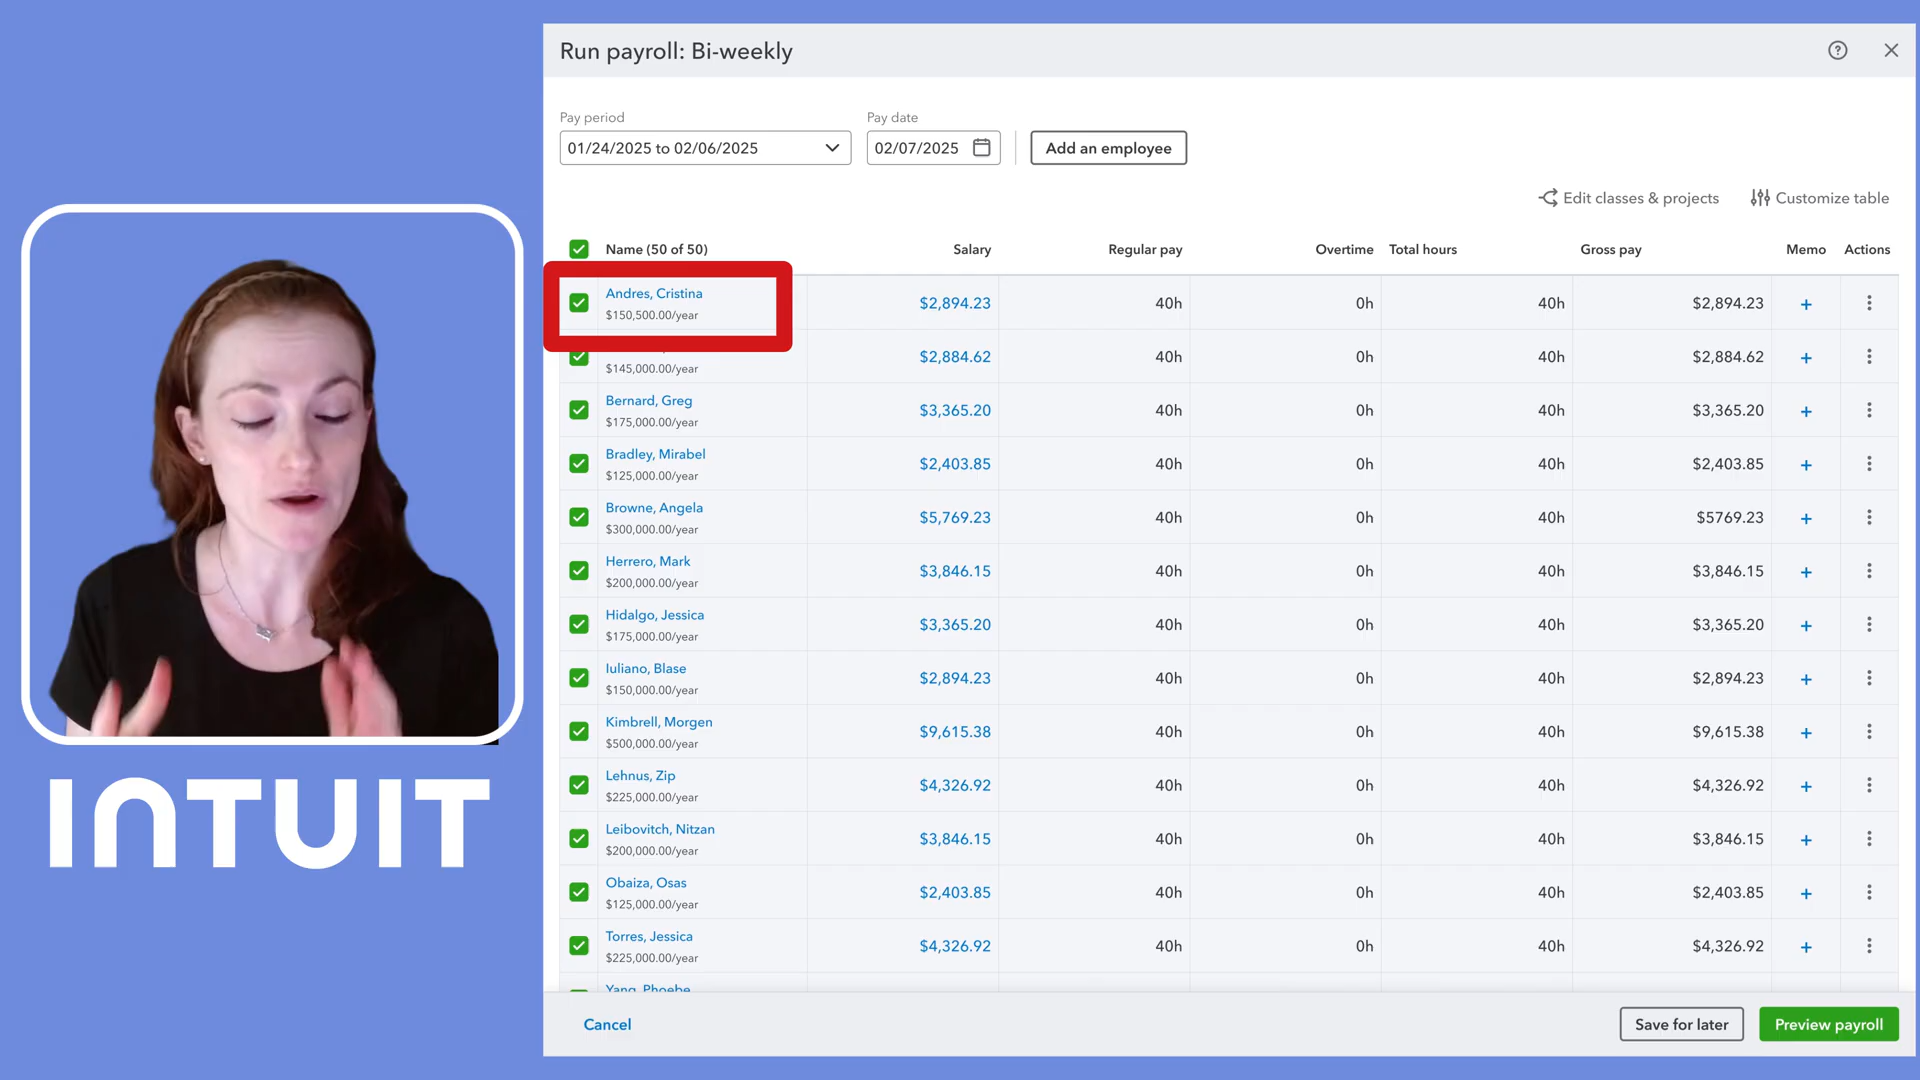 Run payroll: Bi-weekly
Pay period
Pay date
01/24/2025 to 02/06/2025
02/07/2025
Add an employee
Edit classes & projects
Customize table
Name (50 of 50) Salary Regular pay Overtime Total hours Gross pay Memo Actions
Andres, Cristina
$150,500.00/year
$2,894.23 40h 0h 40h $2,894.23 +
$145,000.00/year
$2,884.62 40h 0h 40h $2,884.62 +
Bernard, Greg
$175,000.00/year
$3,365.20 40h 0h 40h $3,365.20 +
Bradley, Mirabel
$125,000.00/year
$2,403.85 40h 0h 40h $2,403.85 +
Browne, Angela
$300,000.00/year
$5,769.23 40h 0h 40h $5769.23 +
Herrero, Mark
$200,000.00/year
$3,846.15 40h 0h 40h $3,846.15 +
Hidalgo, Jessica
$175,000.00/year
$3,365.20 40h 0h 40h $3,365.20 +
Iuliano, Blase
$150,000.00/year
$2,894.23 40h 0h 40h $2,894.23 +
Kimbrell, Morgen
$500,000.00/year
$9,615.38 40h 0h 40h $9,615.38 +
Lehnus, Zip
$225,000.00/year
$4,326.92 40h 0h 40h $4,326.92 +
Leibovitch, Nitzan
$200,000.00/year
$3,846.15 40h 0h 40h $3,846.15 +
Obaiza, Osas
$125,000.00/year
$2,403.85 40h 0h 40h $2,403.85 +
Torres, Jessica
$225,000.00/year
$4,326.92 40h 0h 40h $4,326.92 +
Yang, Phoebe
Cancel
Save for later
Preview payroll
INTUIT